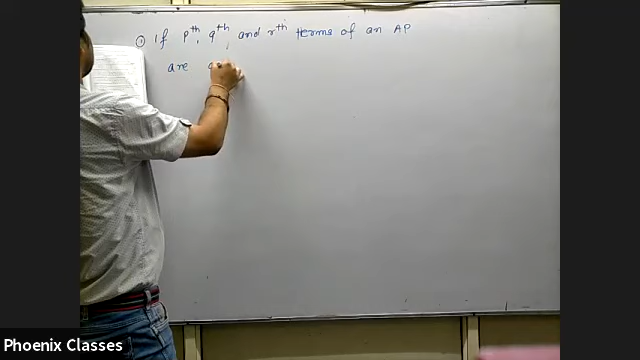 ① If pth, qth, and rth terms of an AP
are
Phoenix Classes